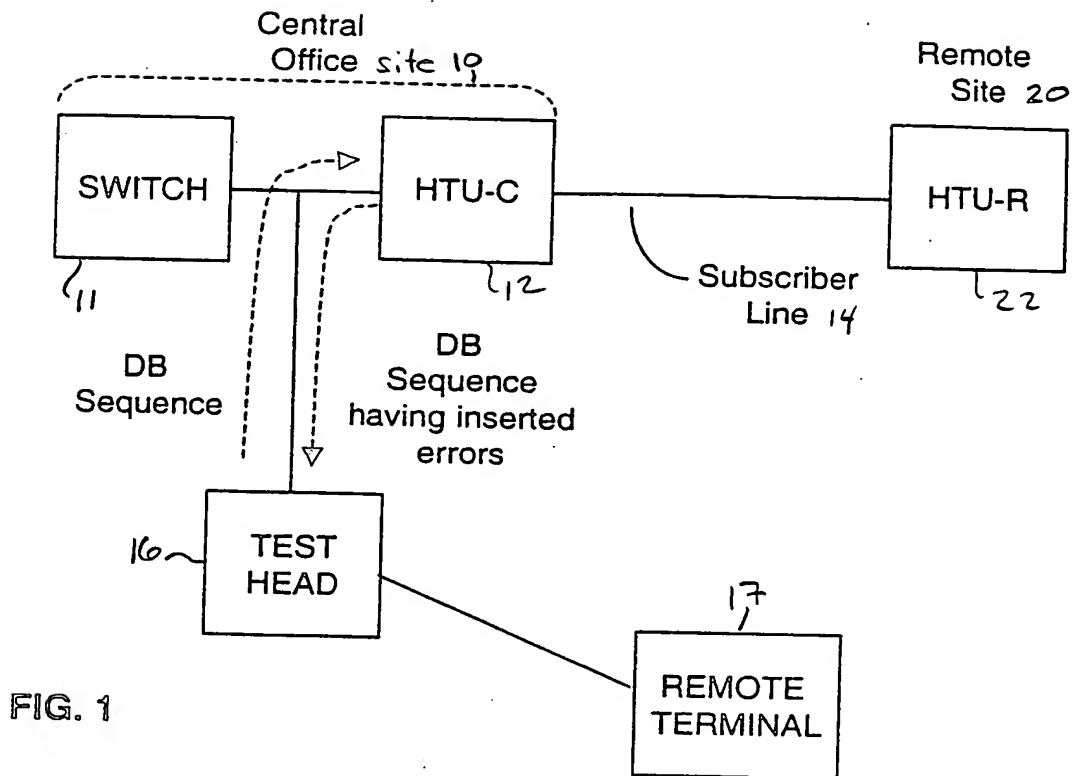 Central
Office site 10
Remote
Site 20
SWITCH
HTU-C
HTU-R
11
12
Subscriber
Line 14
22
DB
Sequence
DB
Sequence
having inserted
errors
16
TEST
HEAD
17
REMOTE
TERMINAL
FIG. 1